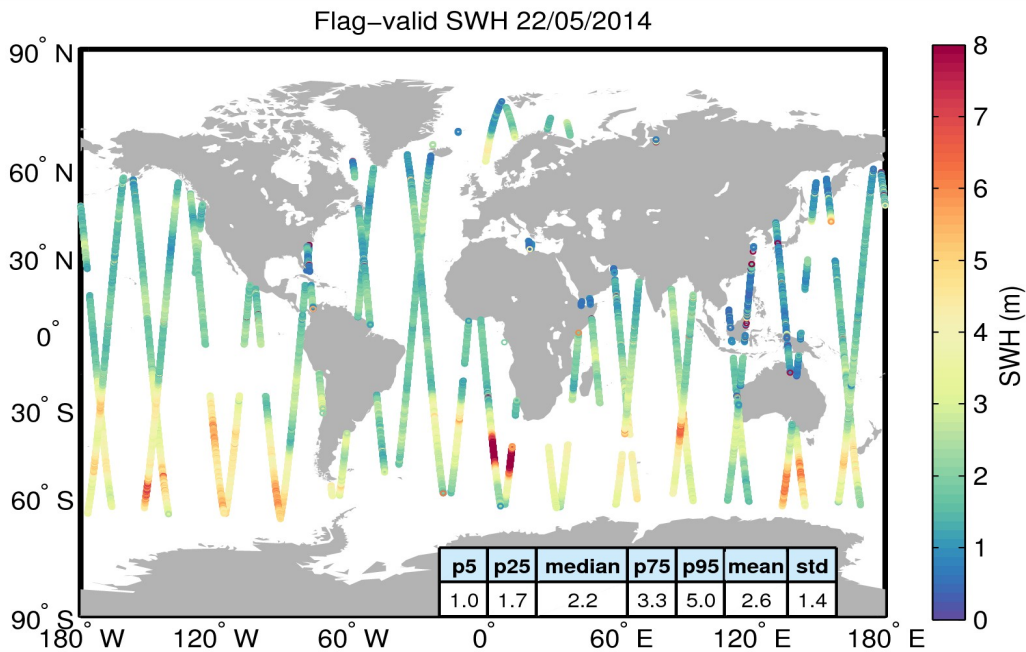 Flag−valid SWH 22/05/2014
90° N
60° N
30° N
0°
30° S
60° S
90° S
180° W
120° W
60° W
0°
60° E
120° E
180° E
8
7
6
5
4
3
2
1
0
SWH (m)
p5 p25 median p75 p95 mean std
1.0 1.7 2.2 3.3 5.0 2.6 1.4